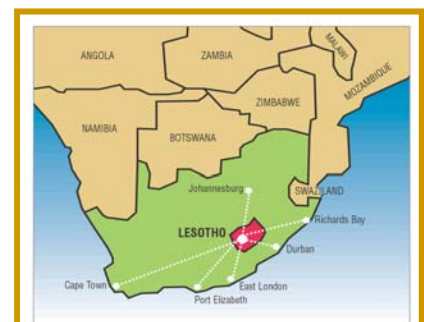 ANGOLA
ZAMBIA
MALAWI
MOZAMBIQUE
ZIMBABWE
NAMIBIA
BOTSWANA
Johannesburg
SWAZILAND
Richards Bay
LESOTHO
Durban
Cape Town
East London
Port Elizabeth